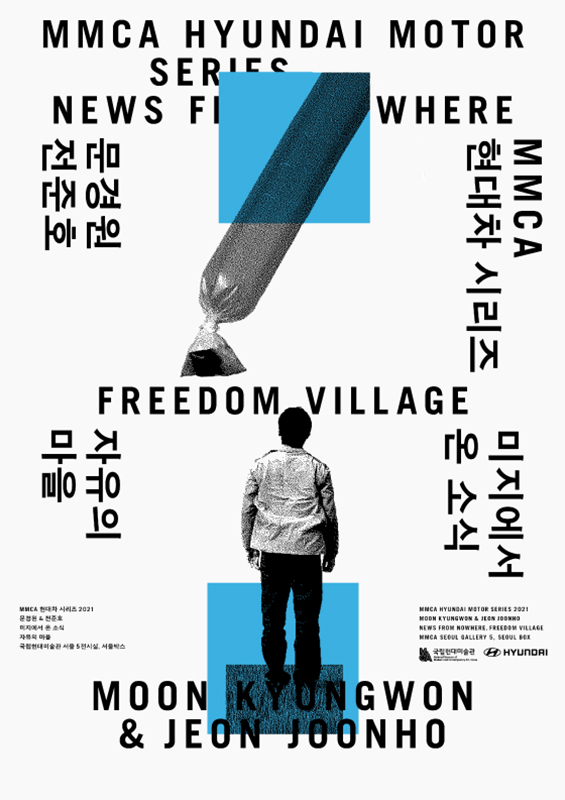 MMCA HYUNDAI MOTOR
SERIES
NEWS FROM NOWHERE
문경원
전준호
MMCA
현대차 시리즈
FREEDOM VILLAGE
자유의
마을
미지에서
온 소식
MMCA 현대차 시리즈 2021
문경원 & 전준호
미지에서 온 소식
자유의 마을
국립현대미술관 서울 5전시실, 서울박스
MMCA HYUNDAI MOTOR SERIES 2021
MOON KYUNGWON & JEON JOONHO
NEWS FROM NOWHERE, FREEDOM VILLAGE
MMCA SEOUL GALLERY 5, SEOUL BOX
국립현대미술관
HYUNDAI
MOON KYUNGWON
& JEON JOONHO